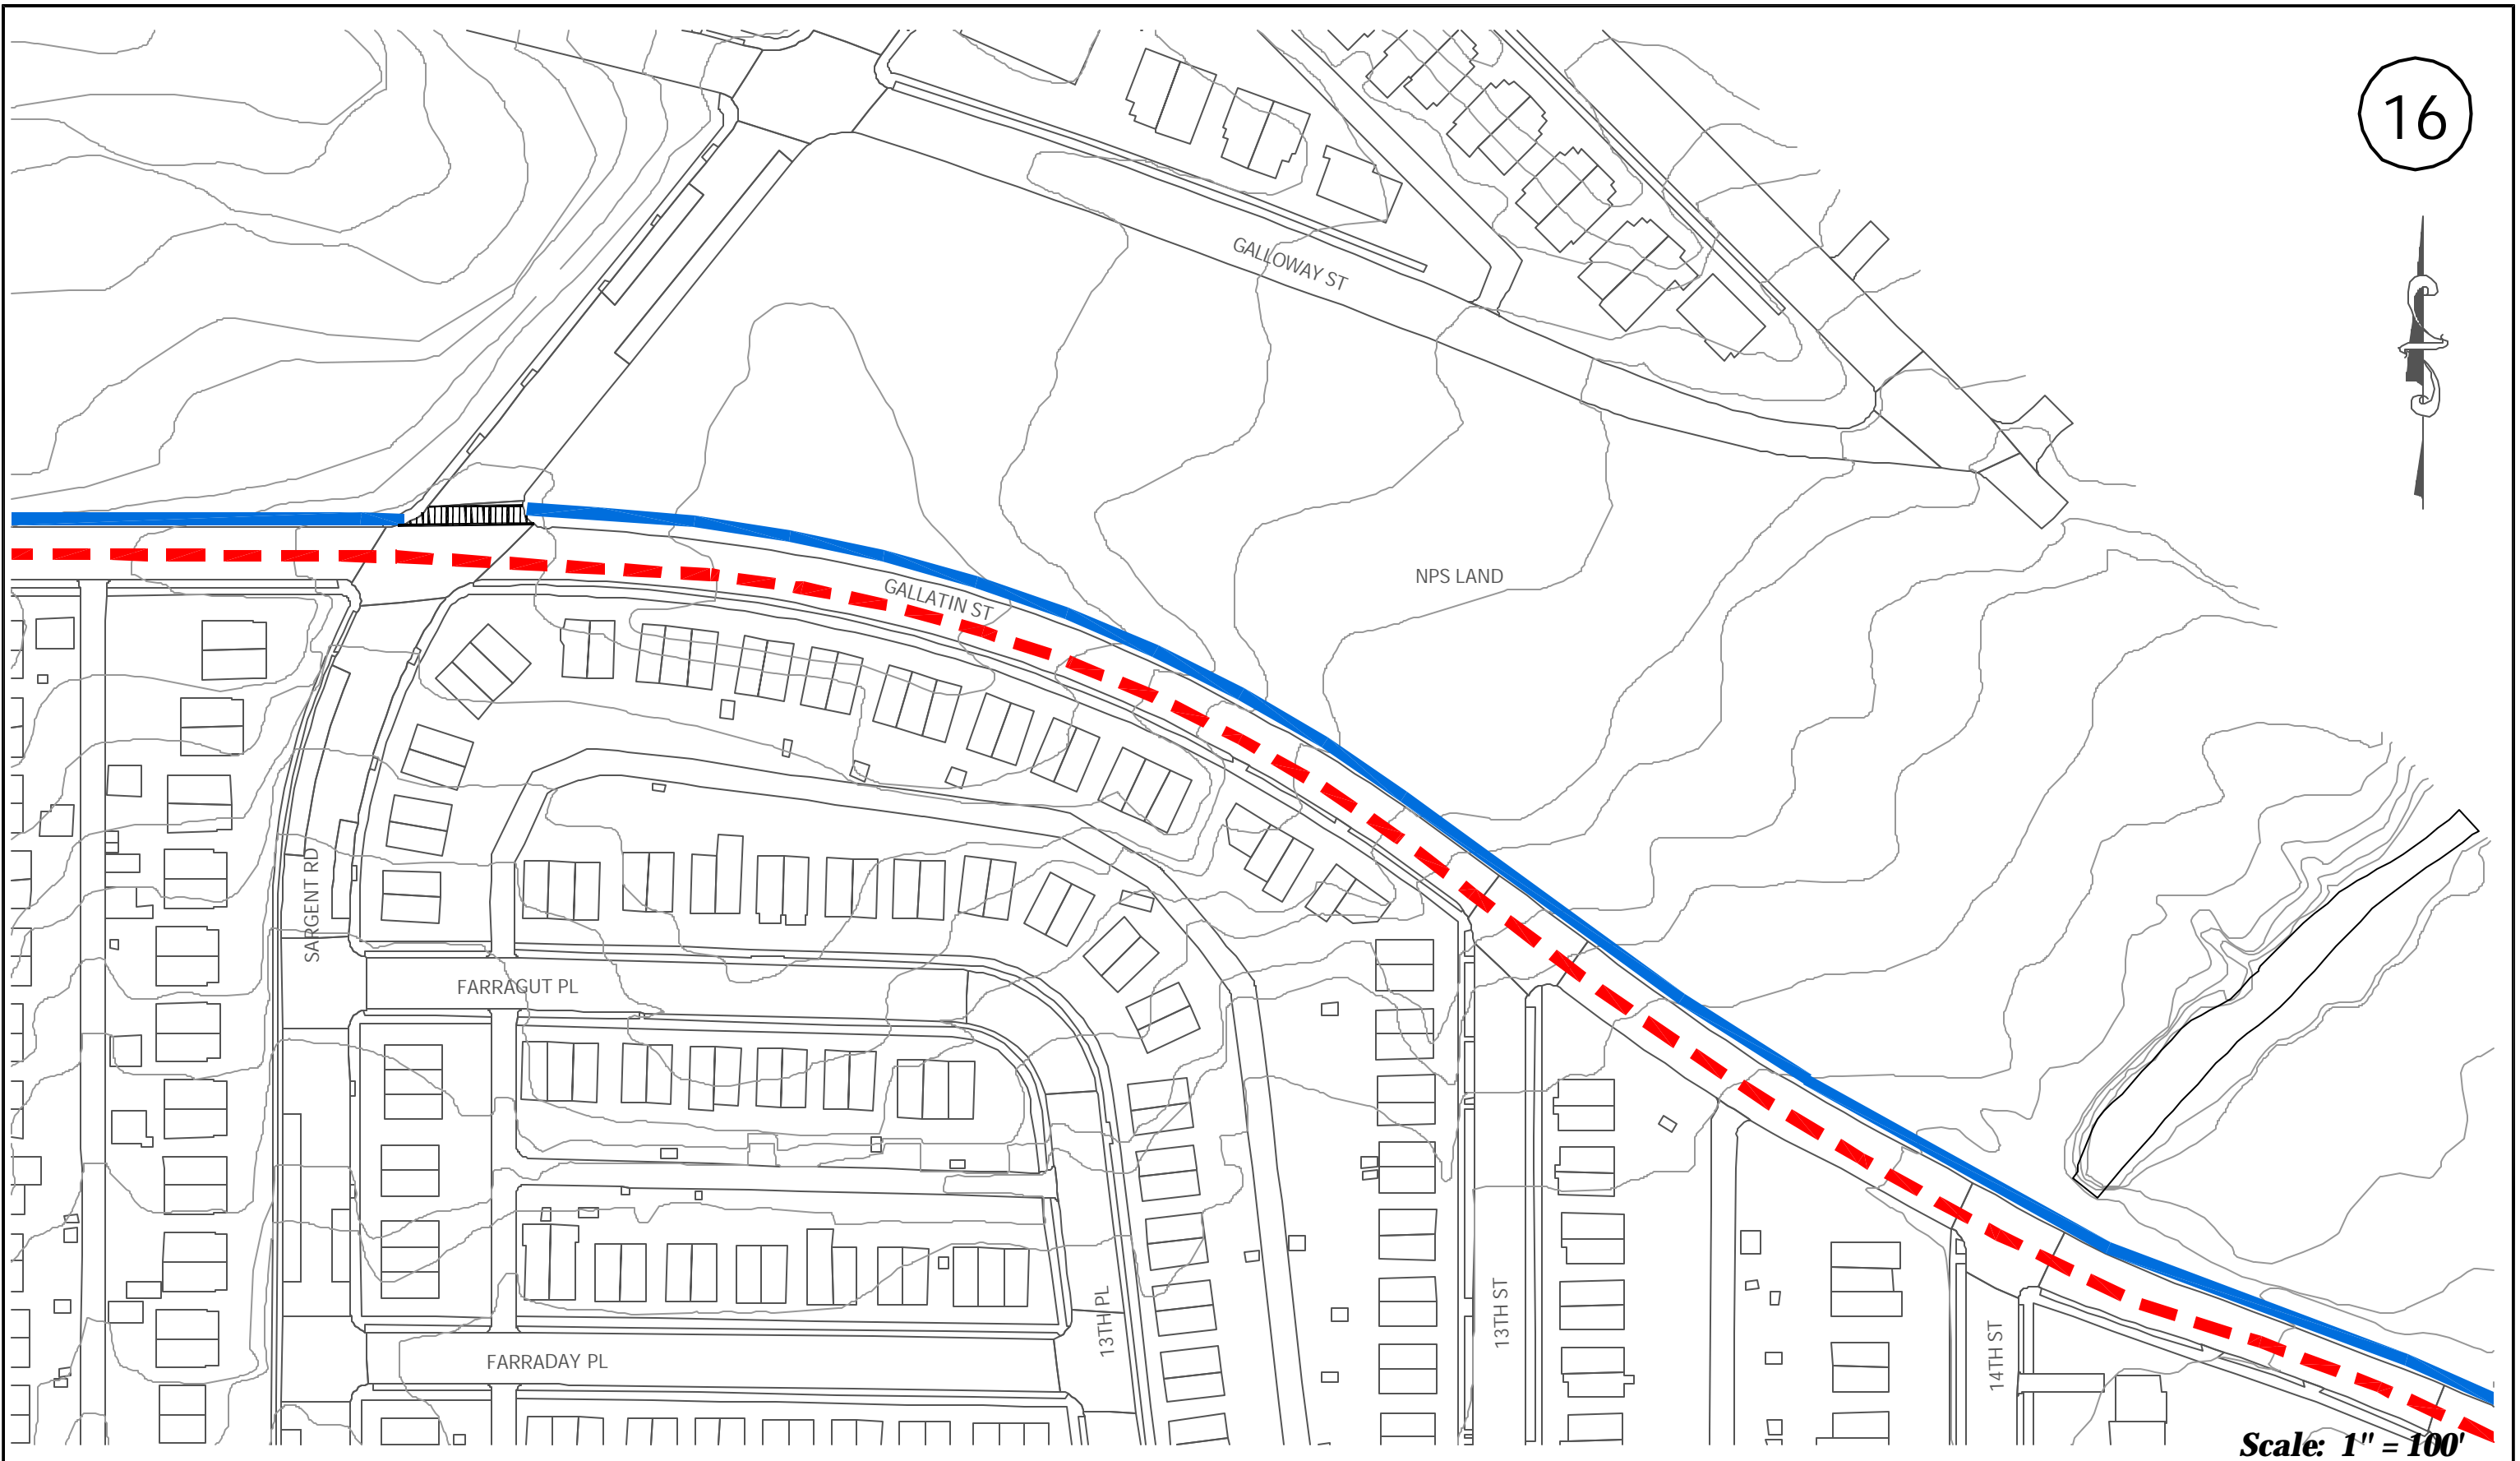 16
GALLOWAY ST
NPS LAND
GALLATIN ST
SARGENT RD
FARRAGUT PL
13TH PL
13TH ST
14TH ST
FARRADAY PL
Scale: 1" = 100'